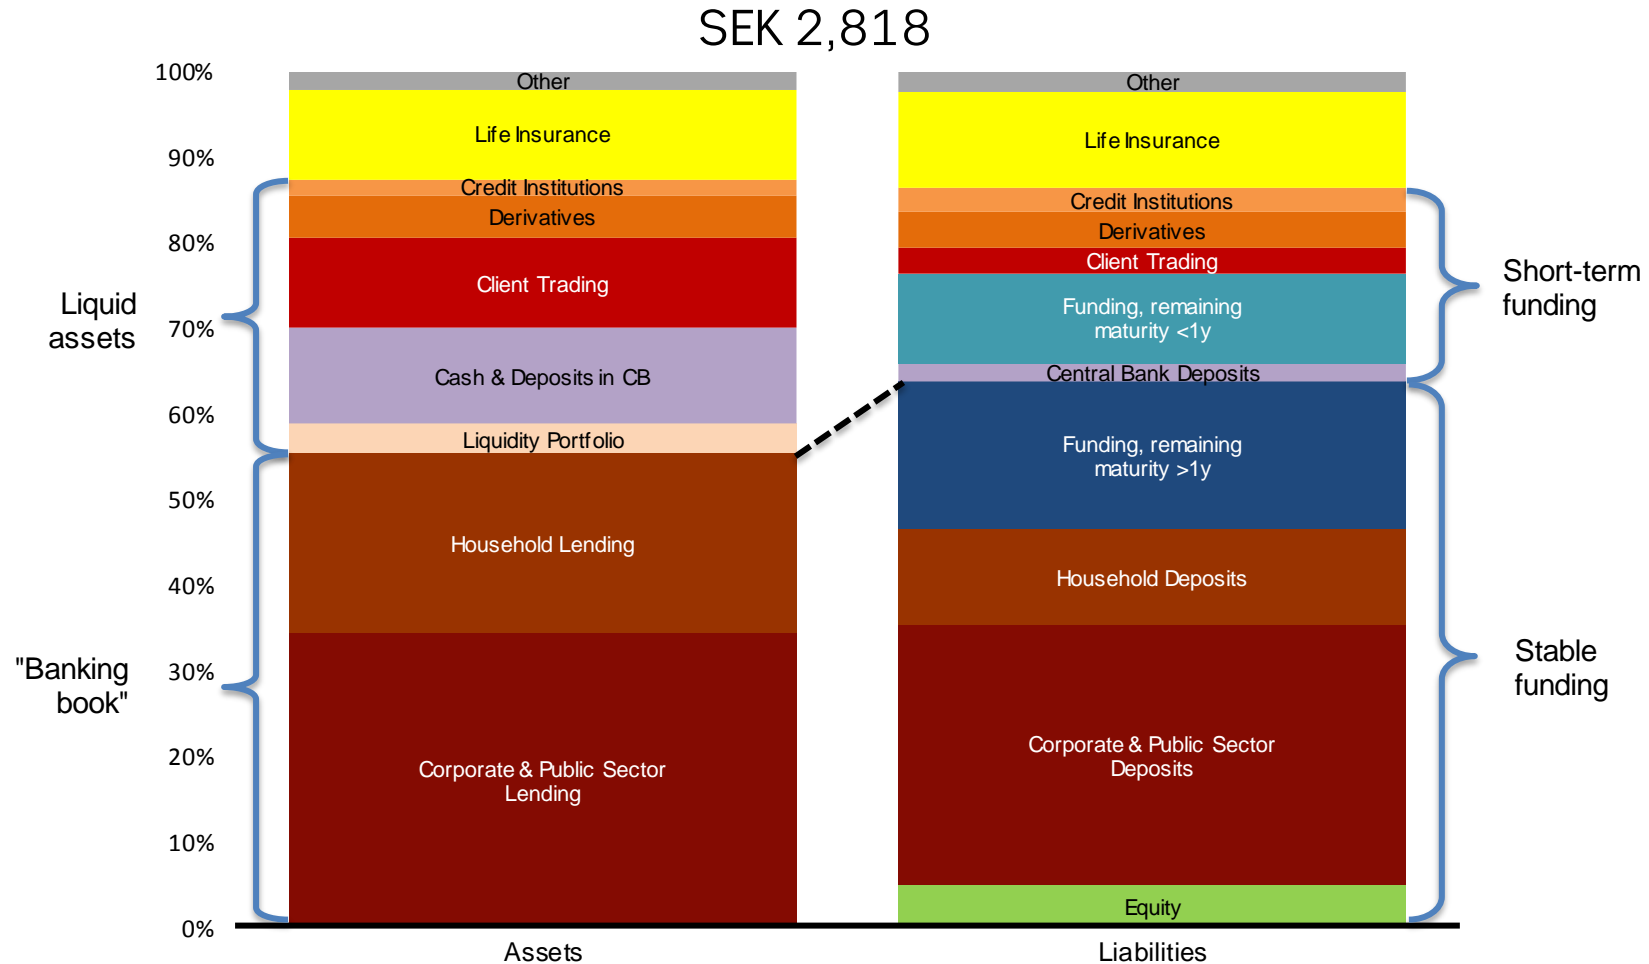 SEK 2,818
100%
90%
80%
70%
60%
50%
40%
30%
20%
10%
0%
Liquid
assets
"Banking
book"
Other
Life Insurance
Credit Institutions
Derivatives
Client Trading
Cash & Deposits in CB
Liquidity Portfolio
Household Lending
Corporate & Public Sector
Lending
Assets
Other
Life Insurance
Credit Institutions
Derivatives
Client Trading
Funding, remaining
maturity <1y
Central Bank Deposits
Funding, remaining
maturity >1y
Household Deposits
Corporate & Public Sector
Deposits
Equity
Liabilities
Short-term
funding
Stable
funding